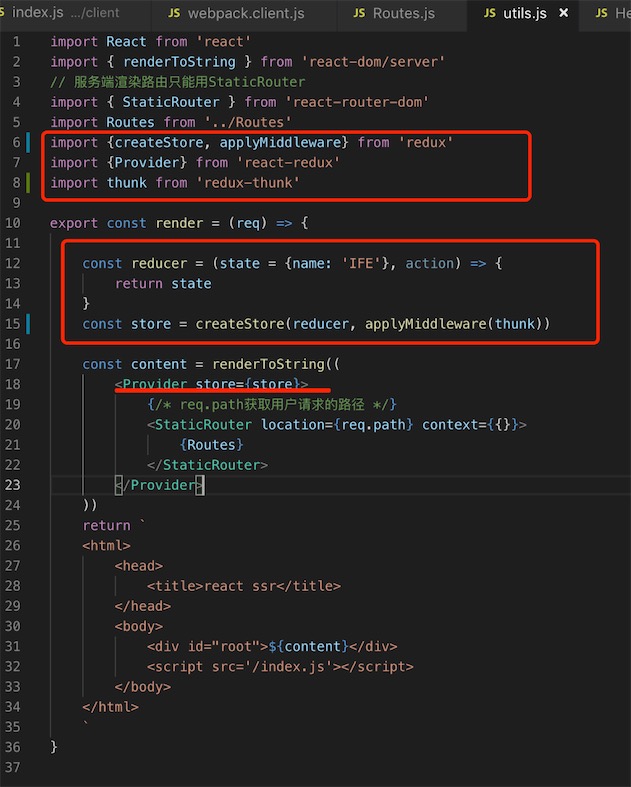 index.js .../client JS webpack.client.js JS Routes.js JS utils.js × JS
1 import React from 'react'
2 import { renderToString } from 'react-dom/server'
3 // 服务端渲染路由只能用StaticRouter
4 import { StaticRouter } from 'react-router-dom'
5 import Routes from '../Routes'
6 import {createStore, applyMiddleware} from 'redux'
7 import {Provider} from 'react-redux'
8 import thunk from 'redux-thunk'
9
10 export const render = (req) => {
11
12 const reducer = (state = {name: 'IFE'}, action) => {
13 return state
14 }
15 const store = createStore(reducer, applyMiddleware(thunk))
16
17 const content = renderToString((
18 <Provider store={store}>
19 {/* req.path获取用户请求的路径 */}
20 <StaticRouter location={req.path} context={{}}>
21 {Routes}
22 </StaticRouter>
23 </Provider>
24 ))
25 return `
26 <html>
27 <head>
28 <title>react ssr</title>
29 </head>
30 <body>
31 <div id="root">${content}</div>
32 <script src='/index.js'></script>
33 </body>
34 </html>
35 `
36 }
37